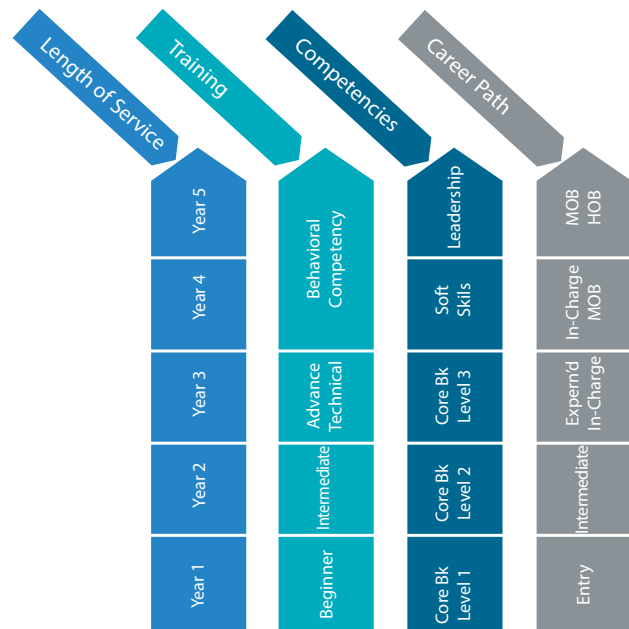 Length of Service
Training
Competencies
Career Path
Year 5
Behavioral
Competency
Leadership
MOB
HOB
Year 4
Soft
Skils
In-Charge
MOB
Year 3
Advance
Technical
Core Bk
Level 3
Expern'd
In-Charge
Year 2
Intermediate
Core Bk
Level 2
Intermediate
Year 1
Beginner
Core Bk
Level 1
Entry